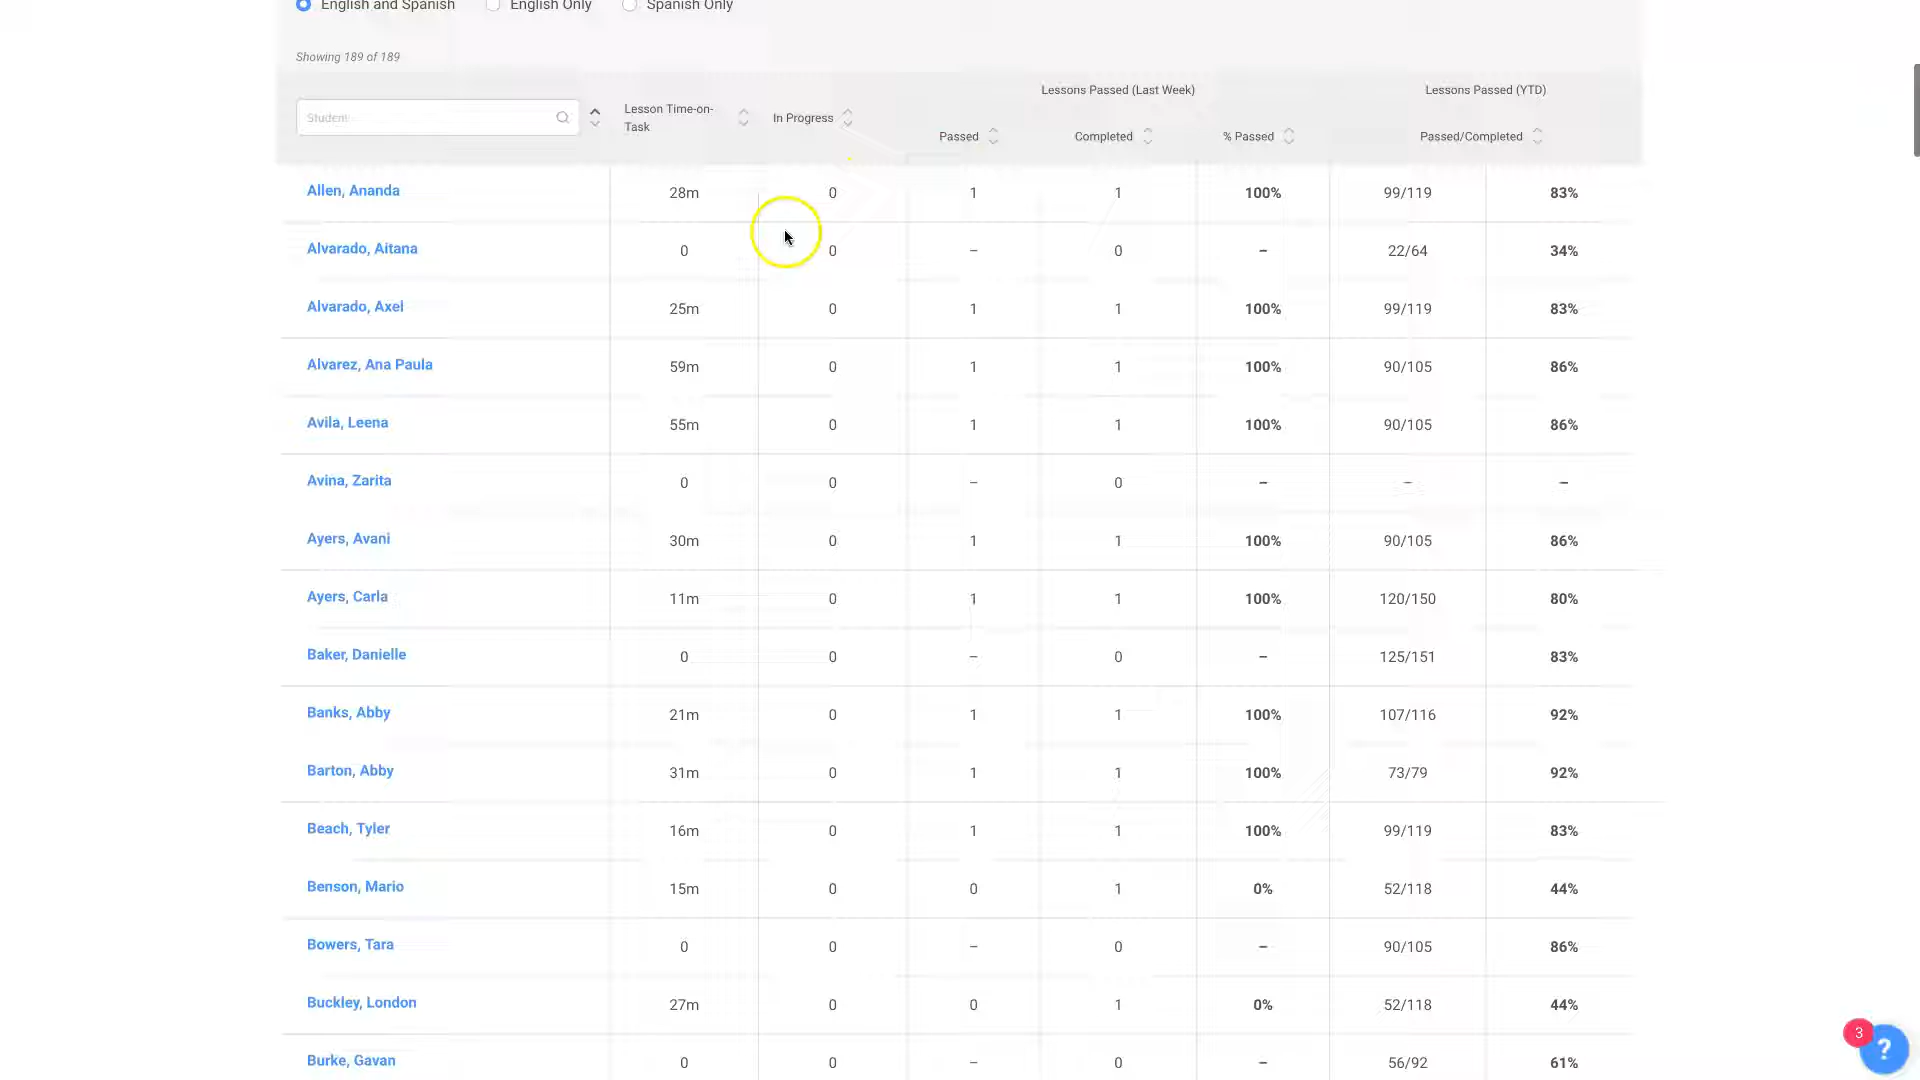 English and Spanish English Only Spanish Only
Showing 189 of 189
Lessons Passed (Last Week) Lessons Passed (YTD)
Student Lesson Time-on-
Task In Progress
Passed Completed % Passed Passed/Completed
Allen, Ananda 28m 0 1 1 100% 99/119 83%
Alvarado, Aitana 0 0 – 0 – 22/64 34%
Alvarado, Axel 25m 0 1 1 100% 99/119 83%
Alvarez, Ana Paula 59m 0 1 1 100% 90/105 86%
Avila, Leena 55m 0 1 1 100% 90/105 86%
Avina, Zarita 0 0 – 0 – – –
Ayers, Avani 30m 0 1 1 100% 90/105 86%
Ayers, Carla 11m 0 1 1 100% 120/150 80%
Baker, Danielle 0 0 – 0 – 125/151 83%
Banks, Abby 21m 0 1 1 100% 107/116 92%
Barton, Abby 31m 0 1 1 100% 73/79 92%
Beach, Tyler 16m 0 1 1 100% 99/119 83%
Benson, Mario 15m 0 0 1 0% 52/118 44%
Bowers, Tara 0 0 – 0 – 90/105 86%
Buckley, London 27m 0 0 1 0% 52/118 44%
Burke, Gavan 0 0 – 0 – 56/92 61%
3
?